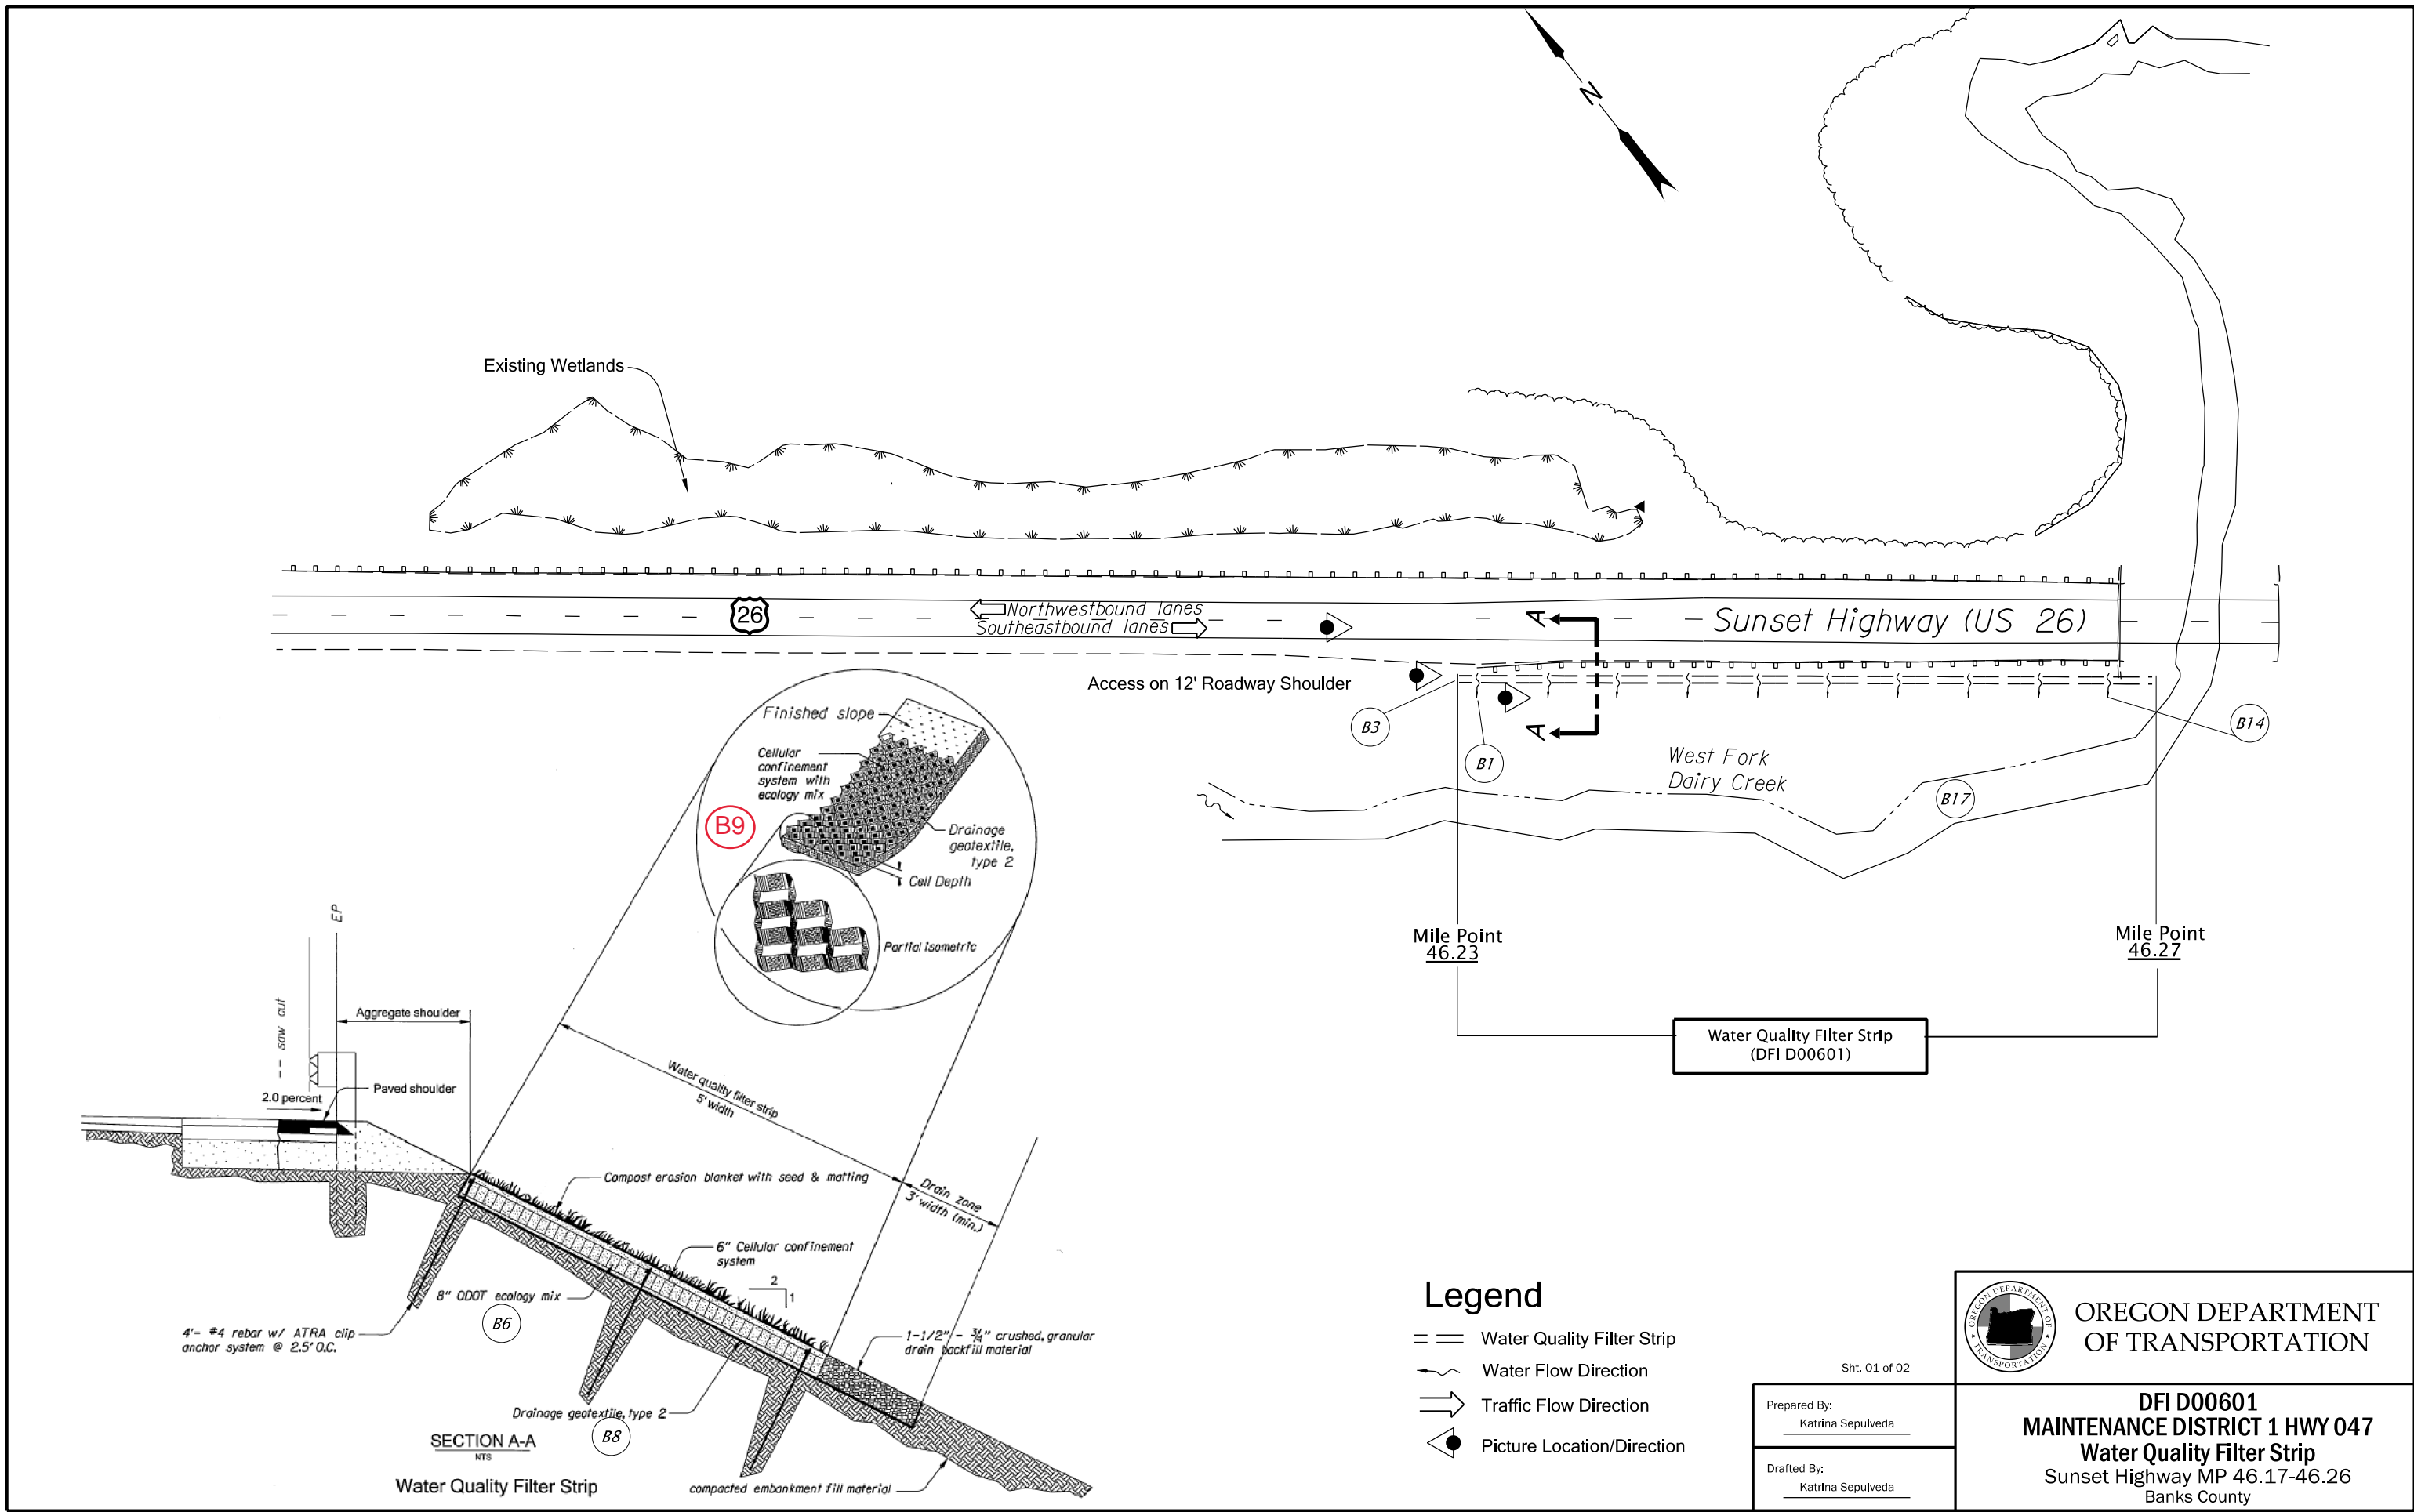 N
Existing Wetlands
26
Northwestbound lanes
Southeastbound lanes
A
Sunset Highway (US 26)
Access on 12' Roadway Shoulder
B3
B1
A
B14
West Fork
Dairy Creek
B17
Mile Point
46.23
Mile Point
46.27
Water Quality Filter Strip
(DFI D00601)
Finished slope
Cellular
confinement
system with
ecology mix
B9
Drainage
geotextile,
type 2
Cell Depth
Partial isometric
EP
saw cut
Aggregate shoulder
Paved shoulder
2.0 percent
Water quality filter strip
5' width
Drain zone
3' width (min.)
Compost erosion blanket with seed & matting
6" Cellular confinement
system
2
1
8" ODOT ecology mix
B6
4'- #4 rebar w/ ATRA clip
anchor system @ 2.5' O.C.
1-1/2" - ¾" crushed, granular
drain backfill material
Drainage geotextile, type 2
B8
SECTION A-A
NTS
Water Quality Filter Strip
compacted embankment fill material
Legend
Water Quality Filter Strip
Water Flow Direction
Traffic Flow Direction
Picture Location/Direction
Sht. 01 of 02
OREGON DEPARTMENT OF TRANSPORTATION
OREGON DEPARTMENT
OF TRANSPORTATION
Prepared By:
Katrina Sepulveda
Drafted By:
Katrina Sepulveda
DFI D00601
MAINTENANCE DISTRICT 1 HWY 047
Water Quality Filter Strip
Sunset Highway MP 46.17-46.26
Banks County